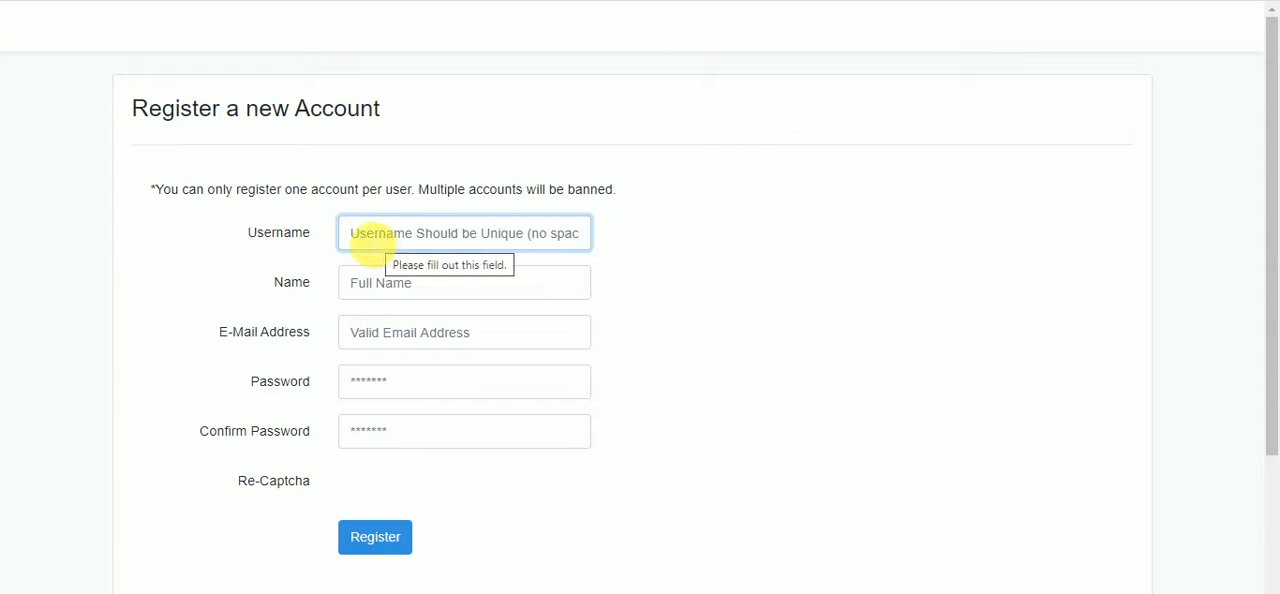 Register a new Account
*You can only register one account per user. Multiple accounts will be banned.
Username
Username Should be Unique (no spac
Please fill out this field.
Name
Full Name
E-Mail Address
Valid Email Address
Password
*******
Confirm Password
*******
Re-Captcha
Register